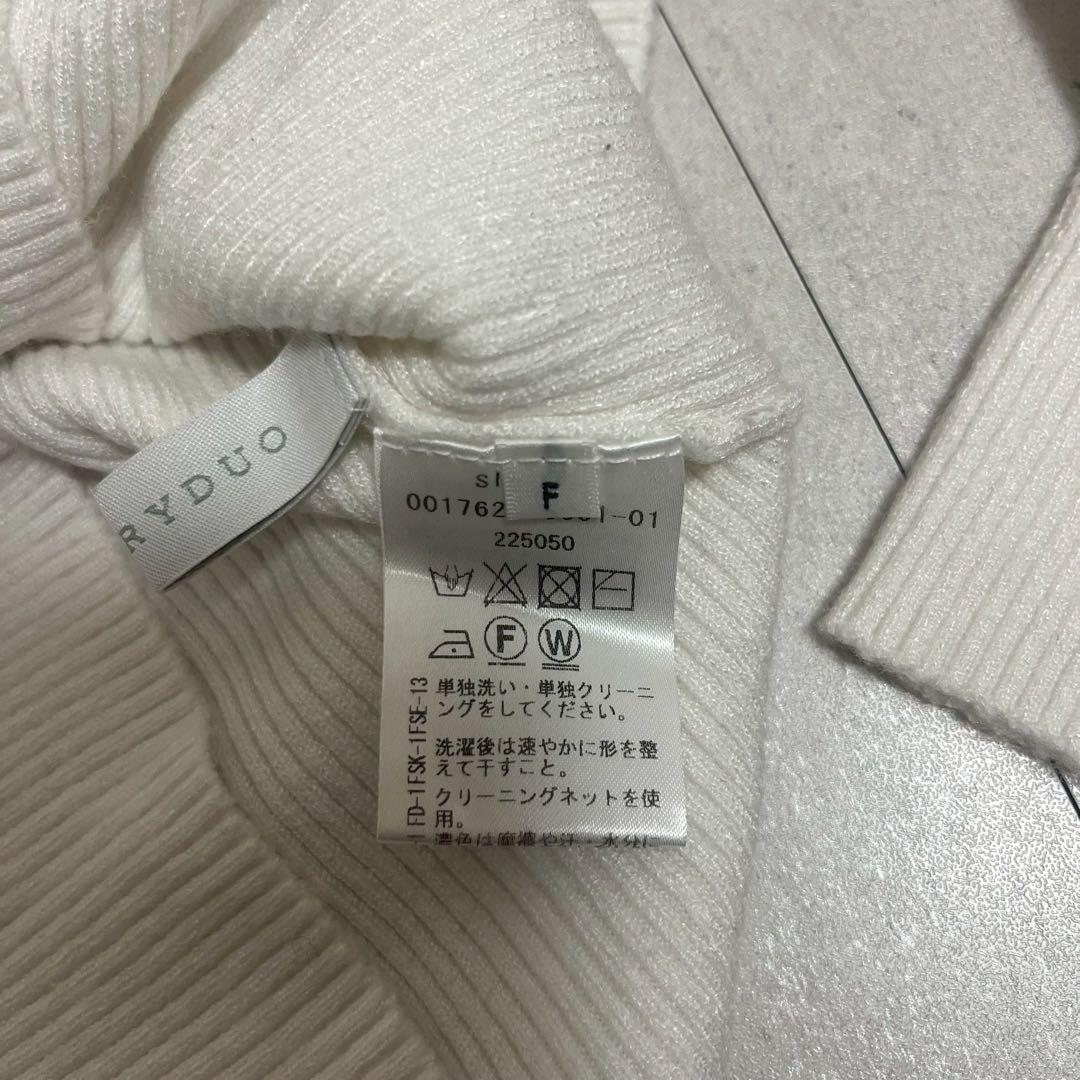 RYDUO
F
-01
225050
F W
単独洗い・単独クリーニ
ングをしてください。
洗濯後は速やかに形を整
えて干すこと。
クリーニングネットを使
用。
1FD-1FSK-1FSE-13